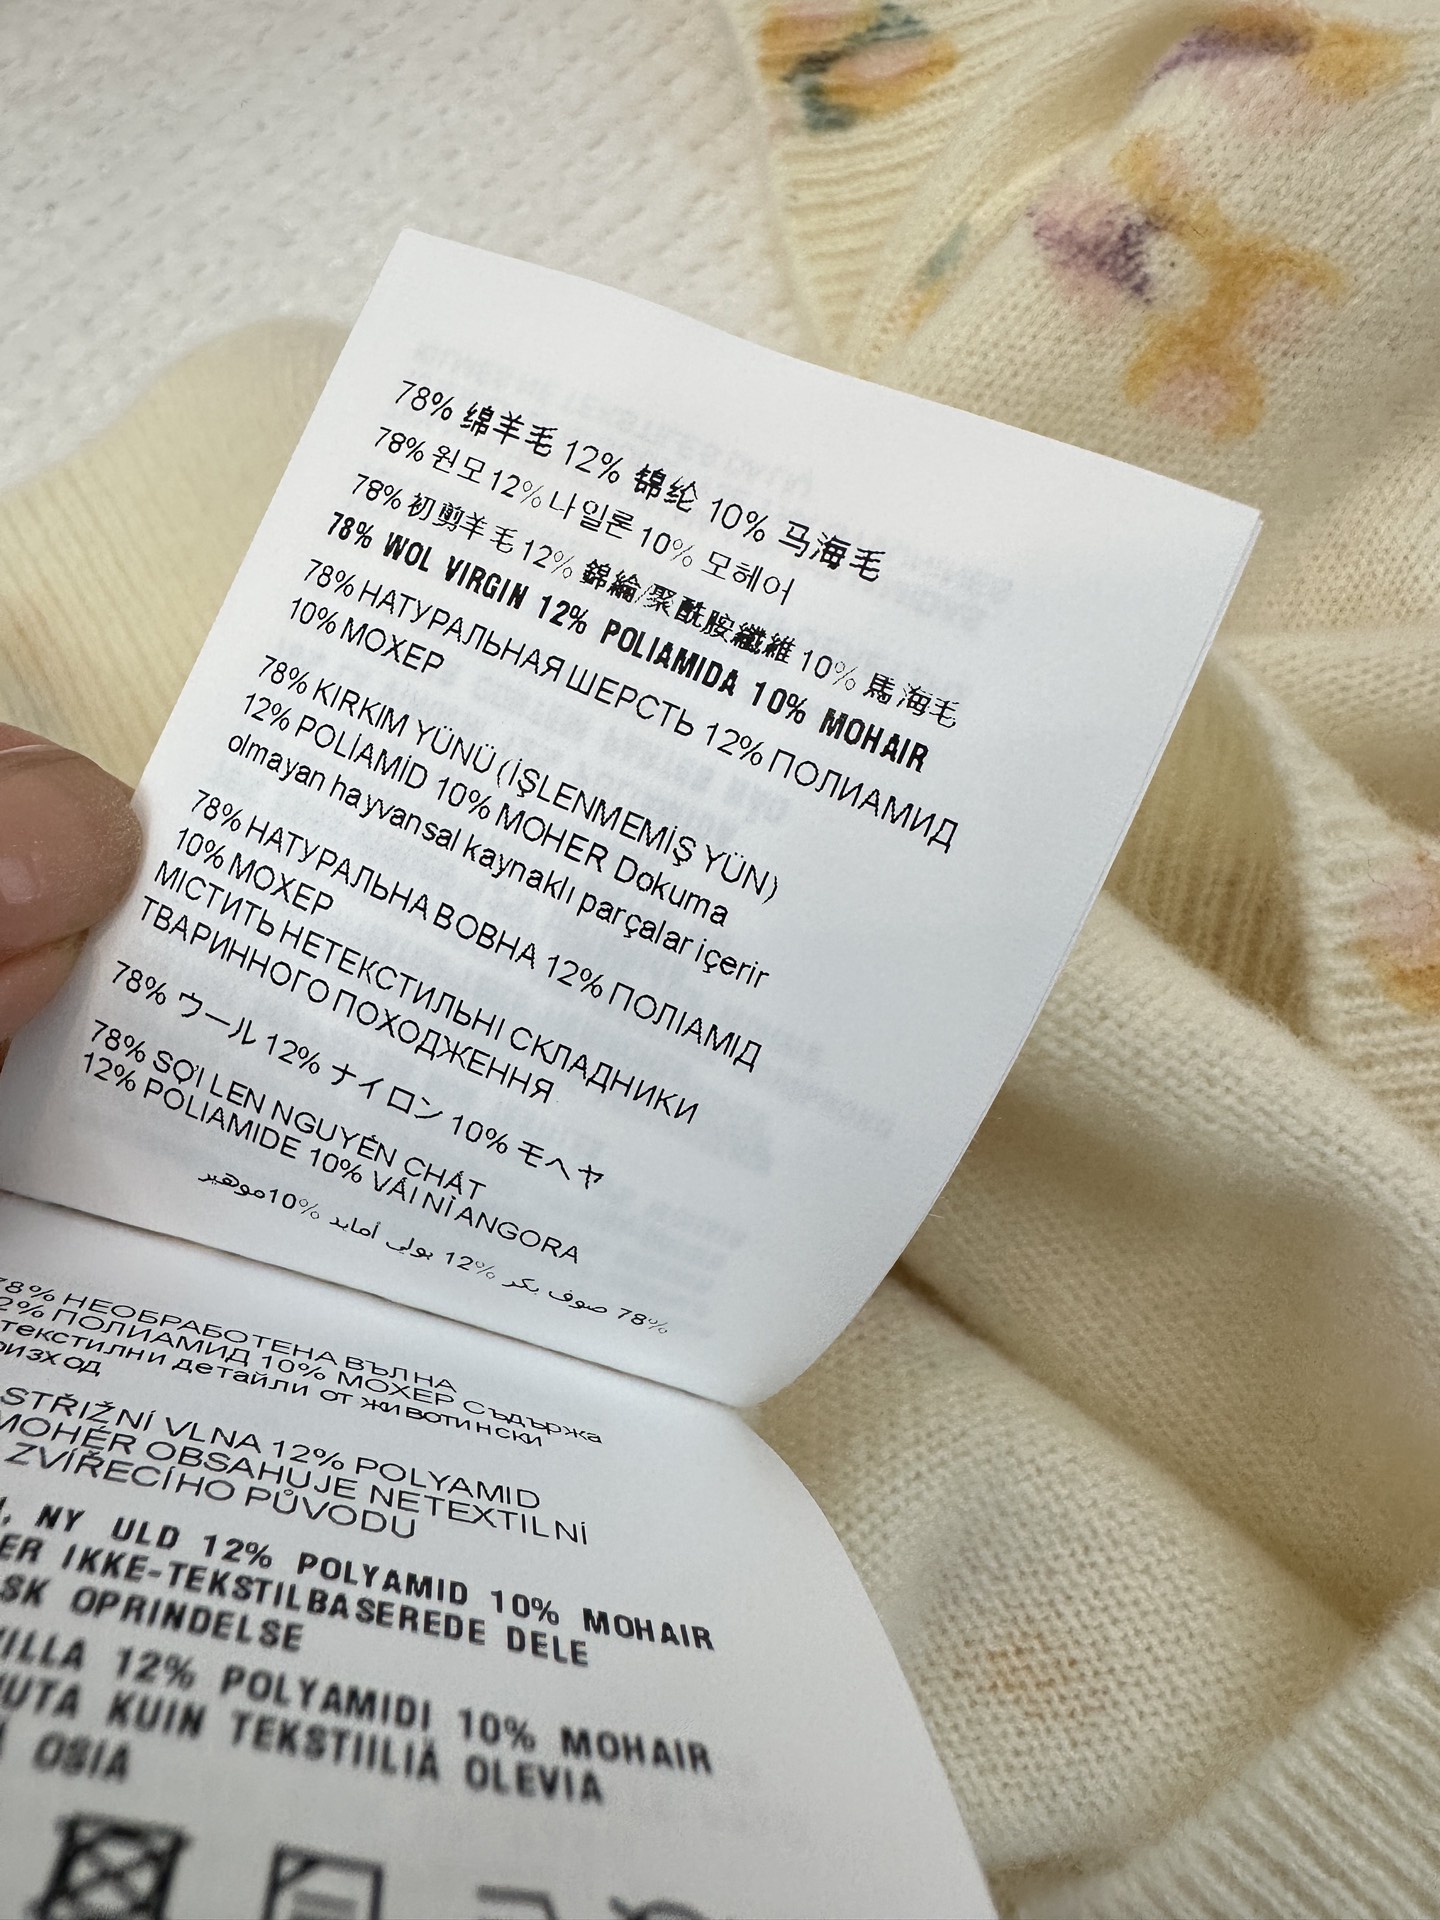 78% 绵羊毛 12% 锦纶 10% 马海毛
78% 원모 12% 나일론 10% 모헤어
78% 初剪羊毛 12% 錦綸/聚酰胺纖維 10% 馬海毛
78% WOL VIRGIN 12% POLIAMIDA 10% MOHAIR
78% НАТУРАЛЬНАЯ ШЕРСТЬ 12% ПОЛИАМИД
10% МОХЕР
78% KIRKIM YÜNÜ (İŞLENMEMİŞ YÜN)
12% POLİAMİD 10% MOHER Dokuma
olmayan hayvansal kaynaklı parçalar içerir
78% НАТУРАЛЬНА ВОВНА 12% ПОЛІАМІД
10% МОХЕР
МІСТИТЬ НЕТЕКСТИЛЬНІ СКЛАДНИКИ
ТВАРИННОГО ПОХОДЖЕННЯ
78% ウール 12% ナイロン 10% モヘヤ
78% SỢI LEN NGUYÊN CHẤT
12% POLIAMIDE 10% VẢI NỈ ANGORA
78% صوف بكر 12% بولي أمايد 10% موهير
78% НЕОБРАБОТЕНА ВЪЛНА
2% ПОЛИАМИД 10% МОХЕР Съдържа
текстилни детайли от животински
оизход
STŘIŽNÍ VLNA 12% POLYAMID
MOHÉR OBSAHUJE NETEXTILNÍ
ZVÍŘECÍHO PŮVODU
, NY ULD 12% POLYAMID 10% MOHAIR
ER IKKE-TEKSTILBASEREDE DELE
SK OPRINDELSE
VILLA 12% POLYAMIDI 10% MOHAIR
UTA KUIN TEKSTIILIÄ OLEVIA
OSIA